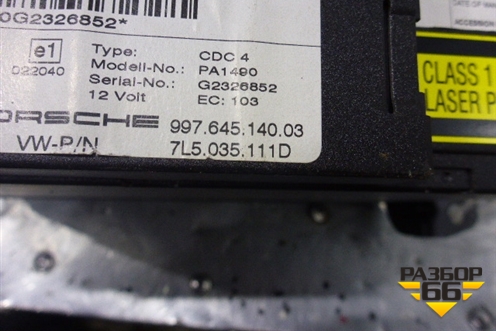 0G2326852*
e1
022040
Type: CDC 4
Modell-No.: PA1490
Serial-No.: G2326852
12 Volt EC: 103
ORSCHE 997.645.140.03
VW-P/N 7L5.035.111D
CLASS 1
LASER P
РАЗБОР
66